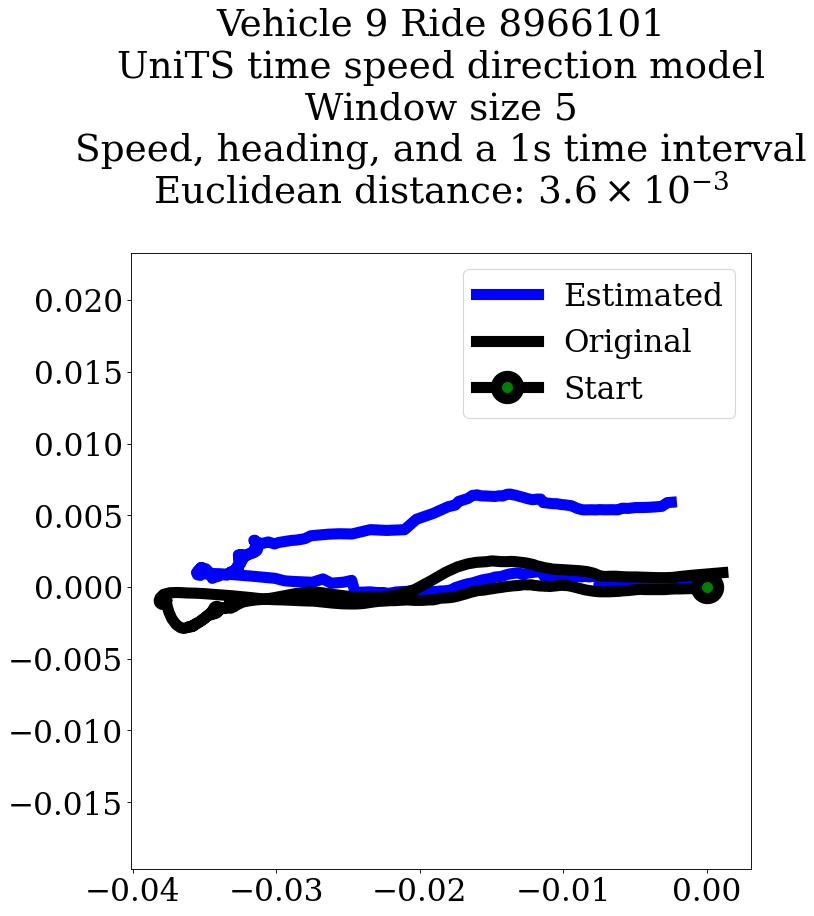 Vehicle 9 Ride 8966101
UniTS time speed direction model
Window size 5
Speed, heading, and a 1s time interval
Euclidean distance: 3.6 × 10⁻³
Estimated
Original
Start
0.020
0.015
0.010
0.005
0.000
−0.005
−0.010
−0.015
−0.04 −0.03 −0.02 −0.01 0.00